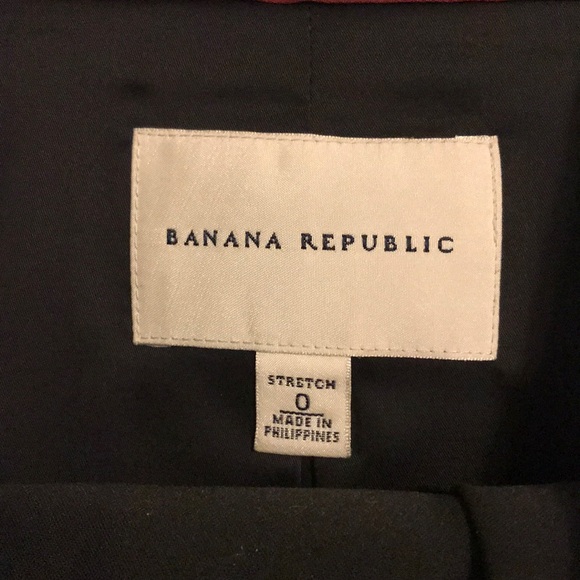 BANANA REPUBLIC
STRETCH
0
MADE IN
PHILIPPINES